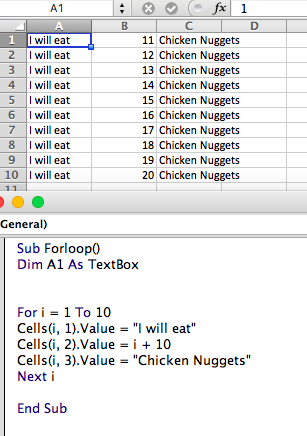 A1 fx 1
A B C D
1 I will eat 11 Chicken Nuggets
2 I will eat 12 Chicken Nuggets
3 I will eat 13 Chicken Nuggets
4 I will eat 14 Chicken Nuggets
5 I will eat 15 Chicken Nuggets
6 I will eat 16 Chicken Nuggets
7 I will eat 17 Chicken Nuggets
8 I will eat 18 Chicken Nuggets
9 I will eat 19 Chicken Nuggets
10 I will eat 20 Chicken Nuggets
11
General)
Sub Forloop()
Dim A1 As TextBox
For i = 1 To 10
Cells(i, 1).Value = "I will eat"
Cells(i, 2).Value = i + 10
Cells(i, 3).Value = "Chicken Nuggets"
Next i
End Sub